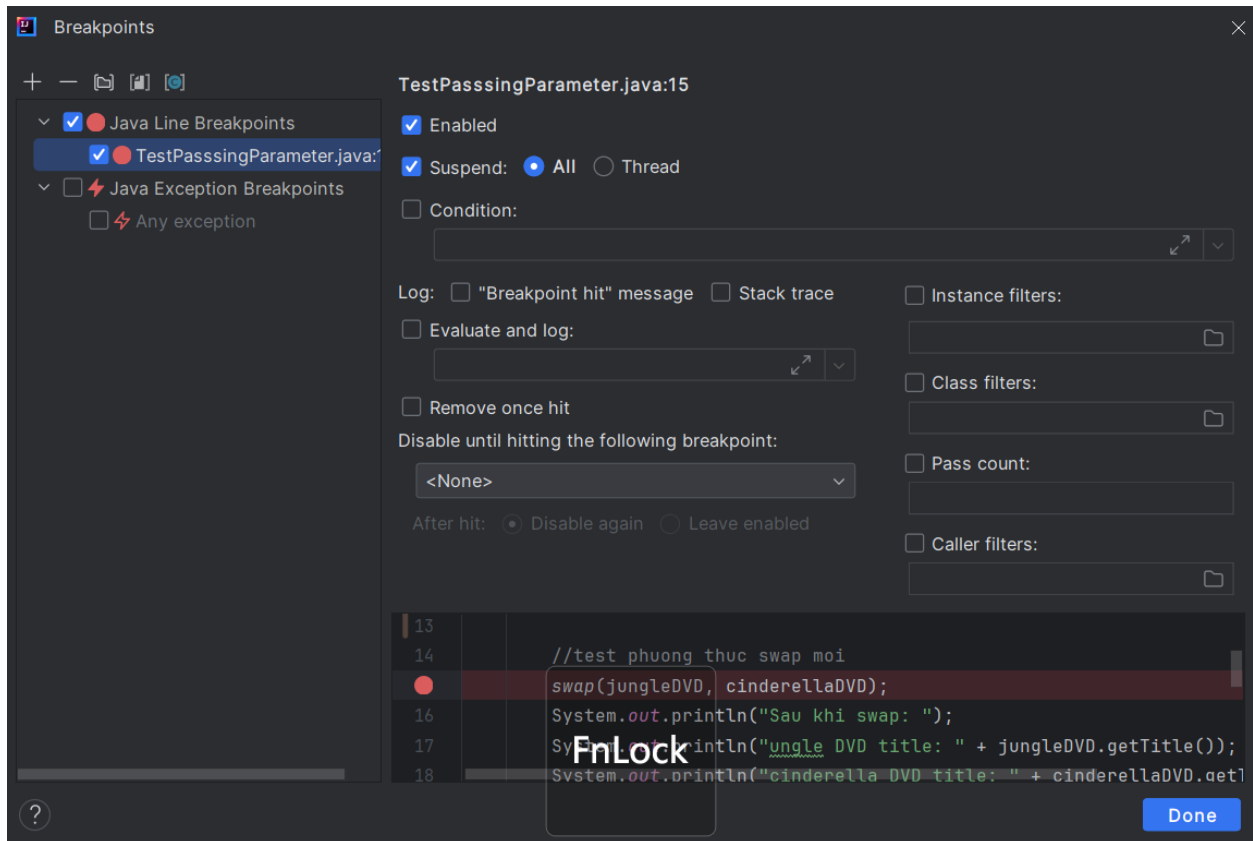 Breakpoints
TestPasssingParameter.java:15
Java Line Breakpoints
Enabled
TestPasssingParameter.java:1
Suspend: All Thread
Java Exception Breakpoints
Condition:
Any exception
Log: "Breakpoint hit" message Stack trace
Instance filters:
Evaluate and log:
Class filters:
Remove once hit
Disable until hitting the following breakpoint:
Pass count:
<None>
After hit: Disable again Leave enabled
Caller filters:
13
14 //test phuong thuc swap moi
swap(jungleDVD, cinderellaDVD);
16 System.out.println("Sau khi swap: ");
17 System.out.println("ungle DVD title: " + jungleDVD.getTitle());
FnLock
18 System.out.println("cinderella DVD title: " + cinderellaDVD.getT
?
Done